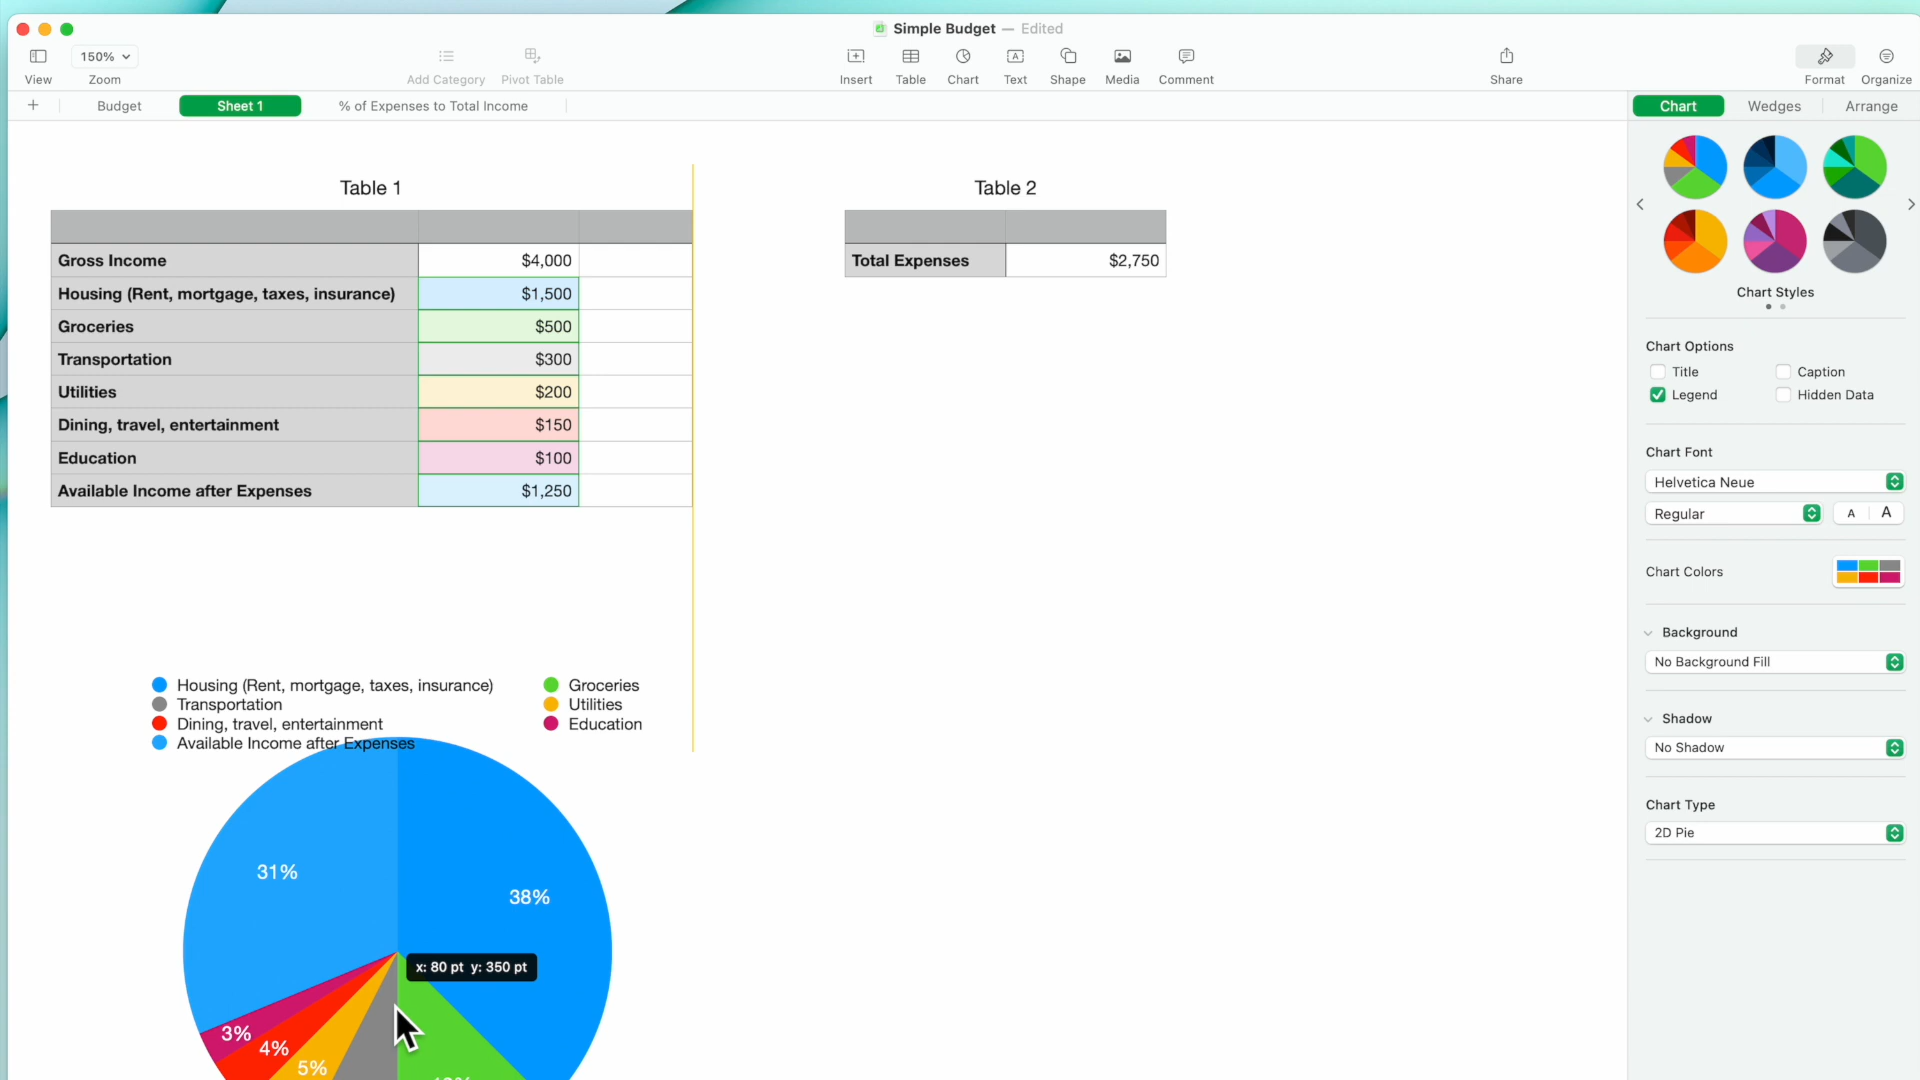 Simple Budget — Edited
150%
View
Zoom
Add Category
Pivot Table
Insert
Table
Chart
Text
Shape
Media
Comment
Share
Format
Organize
Budget
Sheet 1
% of Expenses to Total Income
Chart
Wedges
Arrange
Table 1
Gross Income $4,000
Housing (Rent, mortgage, taxes, insurance) $1,500
Groceries $500
Transportation $300
Utilities $200
Dining, travel, entertainment $150
Education $100
Available Income after Expenses $1,250
Table 2
Total Expenses $2,750
Housing (Rent, mortgage, taxes, insurance)
Groceries
Transportation
Utilities
Dining, travel, entertainment
Education
Available Income after Expenses
31%
38%
x: 80 pt y: 350 pt
3%
4%
5%
Chart Styles
Chart Options
Title
Caption
Legend
Hidden Data
Chart Font
Helvetica Neue
Regular
A A
Chart Colors
Background
No Background Fill
Shadow
No Shadow
Chart Type
2D Pie